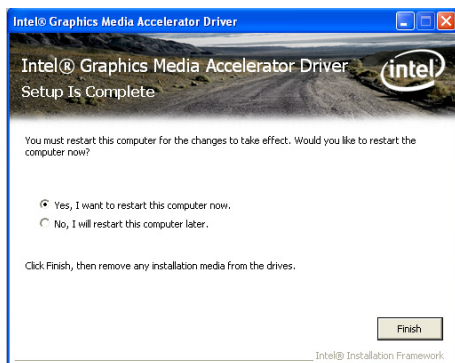 Intel® Graphics Media Accelerator Driver
Intel® Graphics Media Accelerator Driver
Setup Is Complete
intel
You must restart this computer for the changes to take effect. Would you like to restart the
computer now?
Yes, I want to restart this computer now.
No, I will restart this computer later.
Click Finish, then remove any installation media from the drives.
Finish
Intel® Installation Framework